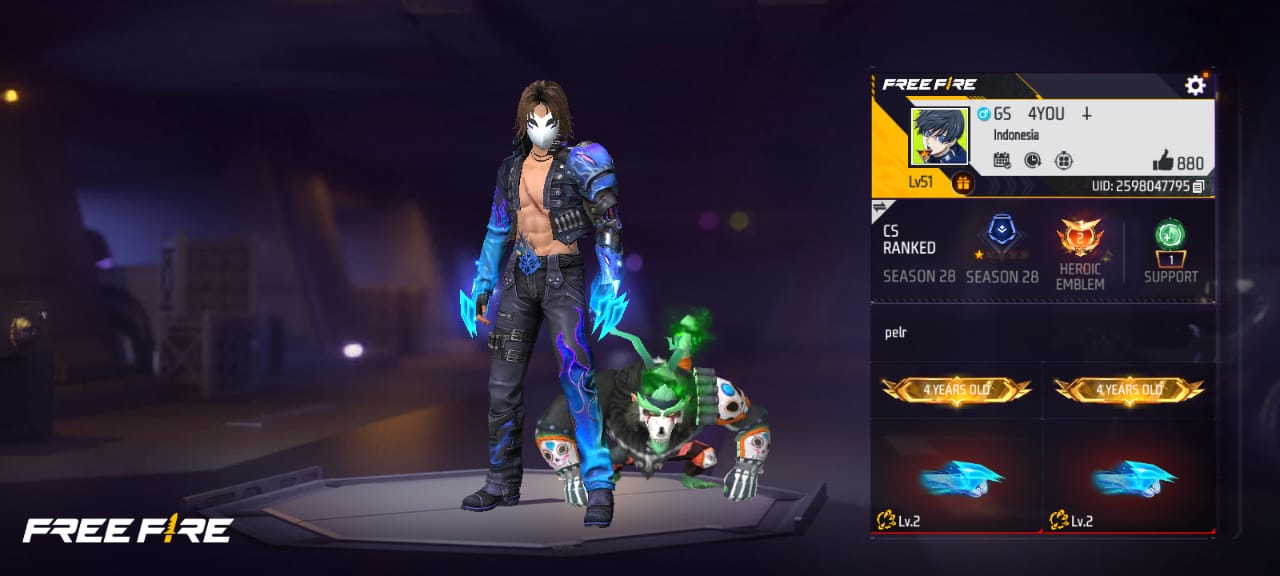 FREE FIRE
GS 4YOU +
Indonesia
880
Lv51
UID: 2598047795
CS
RANKED
SEASON 28
SEASON 28
2
HEROIC
EMBLEM
1
SUPPORT
pelr
4 YEARS OLD
4 YEARS OLD
Lv.2
Lv.2
FREE FIRE